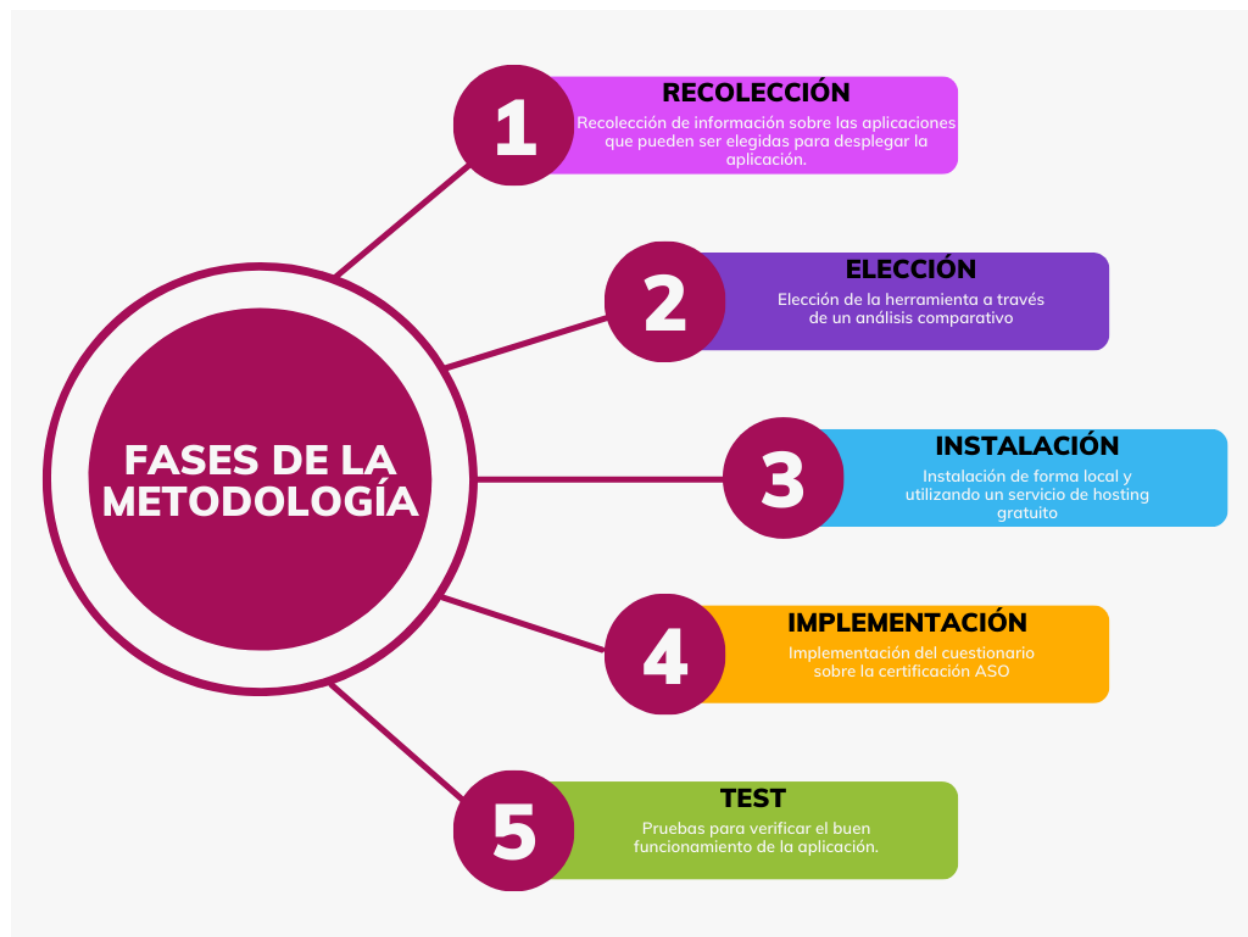 FASES DE LA
METODOLOGÍA
1
RECOLECCIÓN
Recolección de información sobre las aplicaciones
que pueden ser elegidas para desplegar la
aplicación.
2
ELECCIÓN
Elección de la herramienta a través
de un análisis comparativo
3
INSTALACIÓN
Instalación de forma local y
utilizando un servicio de hosting
gratuito
4
IMPLEMENTACIÓN
Implementación del cuestionario
sobre la certificación ASO
5
TEST
Pruebas para verificar el buen
funcionamiento de la aplicación.